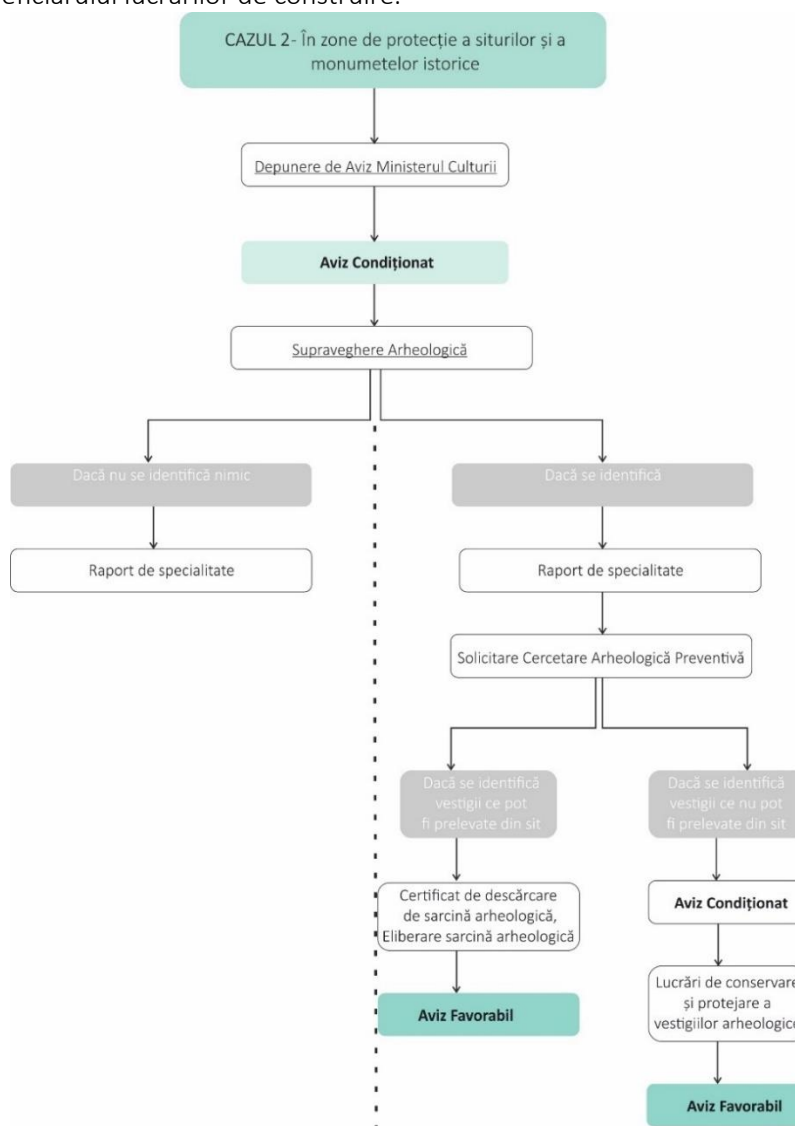 lucrărilor de construire.
CAZUL 2- În zone de protecție a siturilor și a
monumetelor istorice
Depunere de Aviz Ministerul Culturii
Aviz Condiționat
Supraveghere Arheologică
Dacă nu se identifică nimic
Dacă se identifică
Raport de specialitate
Raport de specialitate
Solicitare Cercetare Arheologică Preventivă
Dacă se identifică
vestigii ce pot
fi prelevate din sit
Dacă se identifică
vestigii ce nu pot
fi prelevate din sit
Certificat de descărcare
de sarcină arheologică,
Eliberare sarcină arheologică
Aviz Condiționat
Aviz Favorabil
Lucrări de conservare
și protejare a
vestigiilor arheologice
Aviz Favorabil